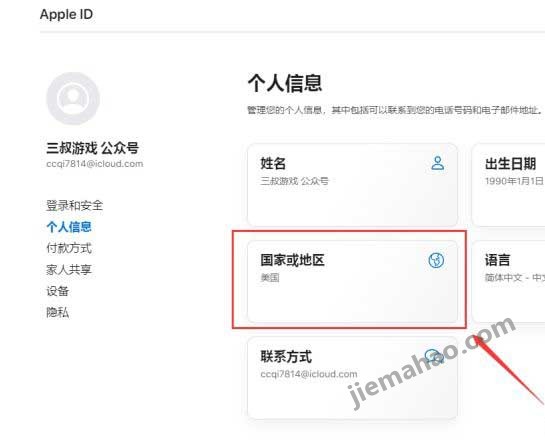 Apple ID
个人信息
管理您的个人信息，其中包括可以联系到您的电话号码和电子邮件地址。
三叔游戏 公众号
ccqi7814@icloud.com
登录和安全
个人信息
付款方式
家人共享
设备
隐私
姓名
三叔游戏 公众号
出生日期
1990年1月1日
国家或地区
美国
语言
简体中文 - 中文
联系方式
ccqi7814@icloud.com
jiemahao.com